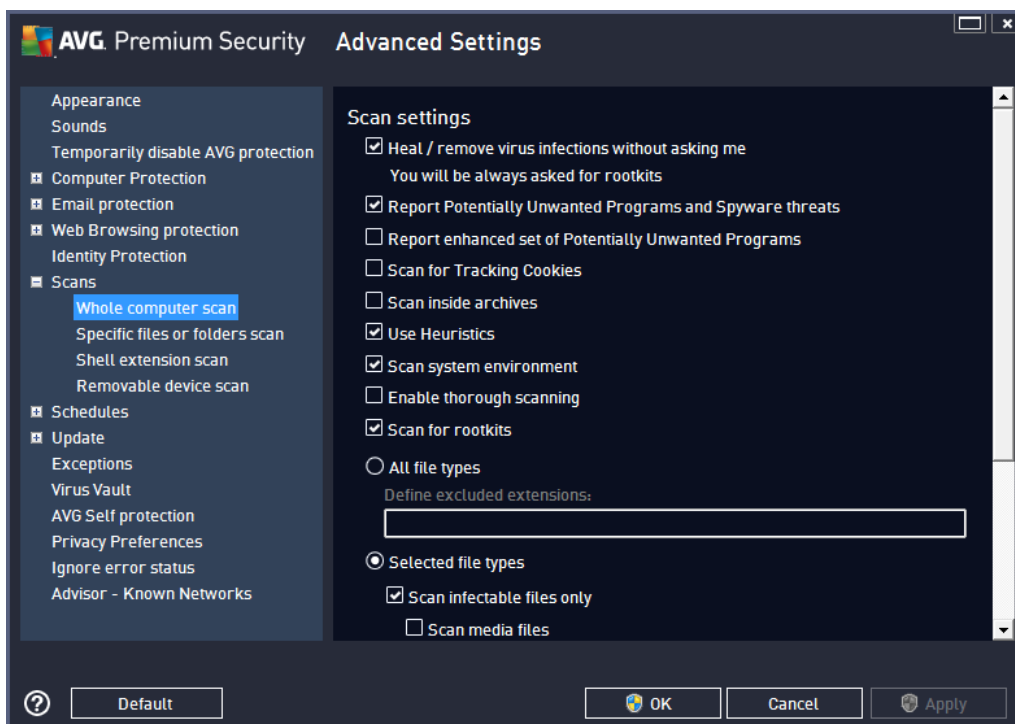 AVG. Premium Security
Advanced Settings
Appearance
Sounds
Temporarily disable AVG protection
Computer Protection
Email protection
Web Browsing protection
Identity Protection
Scans
Whole computer scan
Specific files or folders scan
Shell extension scan
Removable device scan
Schedules
Update
Exceptions
Virus Vault
AVG Self protection
Privacy Preferences
Ignore error status
Advisor - Known Networks
Scan settings
Heal / remove virus infections without asking me
You will be always asked for rootkits
Report Potentially Unwanted Programs and Spyware threats
Report enhanced set of Potentially Unwanted Programs
Scan for Tracking Cookies
Scan inside archives
Use Heuristics
Scan system environment
Enable thorough scanning
Scan for rootkits
All file types
Define excluded extensions:
Selected file types
Scan infectable files only
Scan media files
Default
OK
Cancel
Apply